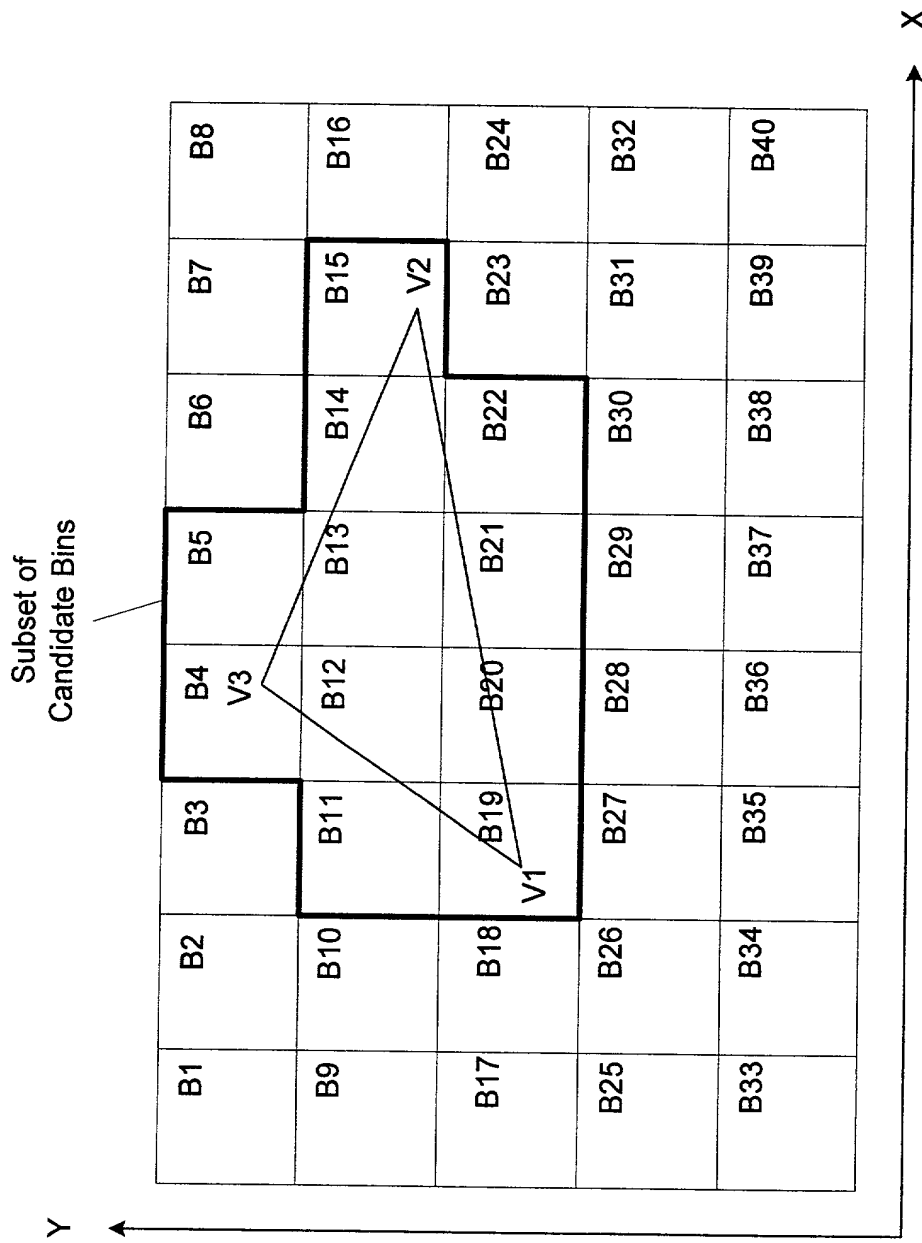 Subset of
Candidate Bins
Y
B1 B2 B3 B4 B5 B6 B7 B8
V3
B9 B10 B11 B12 B13 B14 B15 B16
V2
B17 B18 B19 B20 B21 B22 B23 B24
V1
B25 B26 B27 B28 B29 B30 B31 B32
B33 B34 B35 B36 B37 B38 B39 B40
X